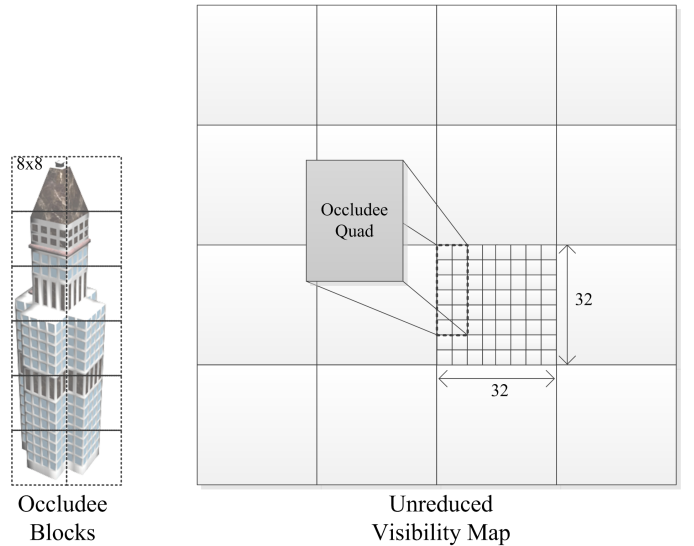 8x8
Occludee
Quad
32
32
Occludee
Blocks
Unreduced
Visibility Map